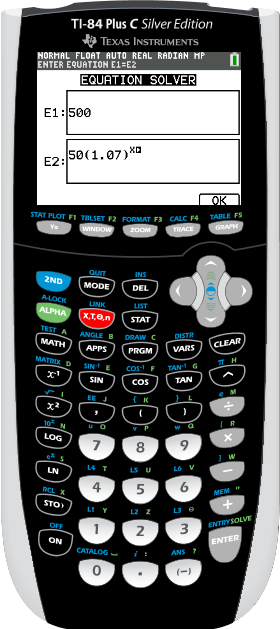 TI-84 Plus C Silver Edition
TEXAS INSTRUMENTS
NORMAL FLOAT AUTO REAL RADIAN MP
ENTER EQUATION E1=E2
EQUATION SOLVER
E1: 500
E2: 50(1.07)^X
OK
STAT PLOT F1 TBLSET F2 FORMAT F3 CALC F4 TABLE F5
Y= WINDOW ZOOM TRACE GRAPH
QUIT INS
2ND MODE DEL
A-LOCK LINK LIST
ALPHA X,T,Θ,n STAT
TEST A ANGLE B DRAW C DISTR
MATH APPS PRGM VARS CLEAR
MATRIX D SIN⁻¹ E COS⁻¹ F TAN⁻¹ G π H
X⁻¹ SIN COS TAN ^
√ I EE J { K } L e M
X² , ( ) ÷
10ˣ N u O v P w Q [ R
LOG 7 8 9 ×
eˣ S L4 T L5 U L6 V ] W
LN 4 5 6 −
RCL X L1 Y L2 Z L3 Θ MEM "
STO› 1 2 3 +
OFF CATALOG ⎵ i : ANS ? ENTRY SOLVE
ON 0 . (−) ENTER